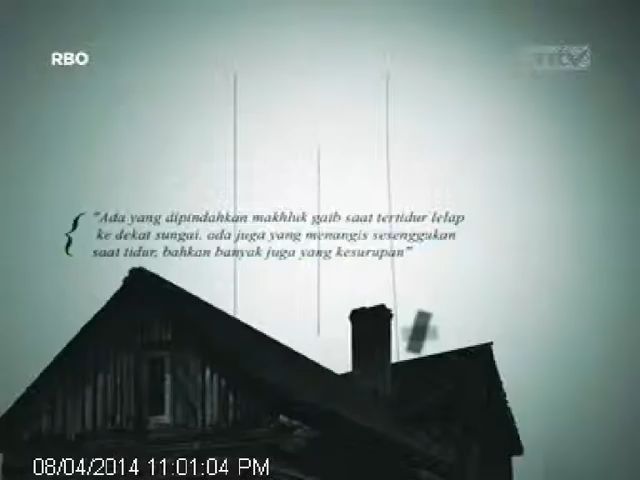 RBO
"Ada yang dipindahkan makhluk gaib saat tertidur lelap
ke dekat sungai. ada juga yang menangis sesenggukan
saat tidur, bahkan banyak juga yang kesurupan"
08/04/2014 11:01:04 PM